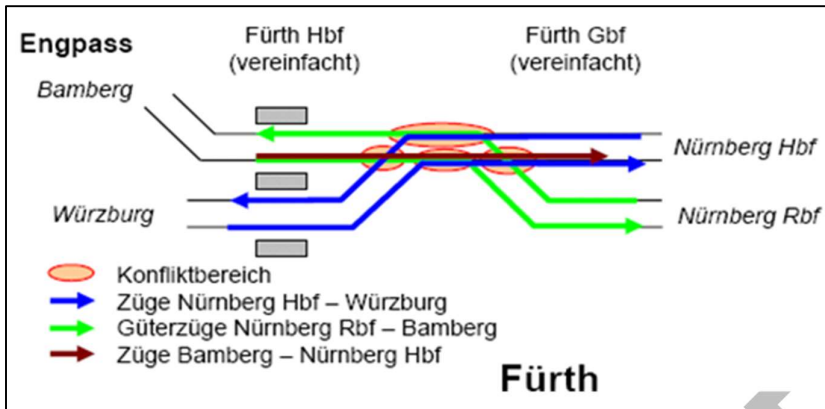 Engpass
Fürth Hbf
(vereinfacht)
Fürth Gbf
(vereinfacht)
Bamberg
Nürnberg Hbf
Würzburg
Nürnberg Rbf
Konfliktbereich
Züge Nürnberg Hbf – Würzburg
Güterzüge Nürnberg Rbf – Bamberg
Züge Bamberg – Nürnberg Hbf
Fürth